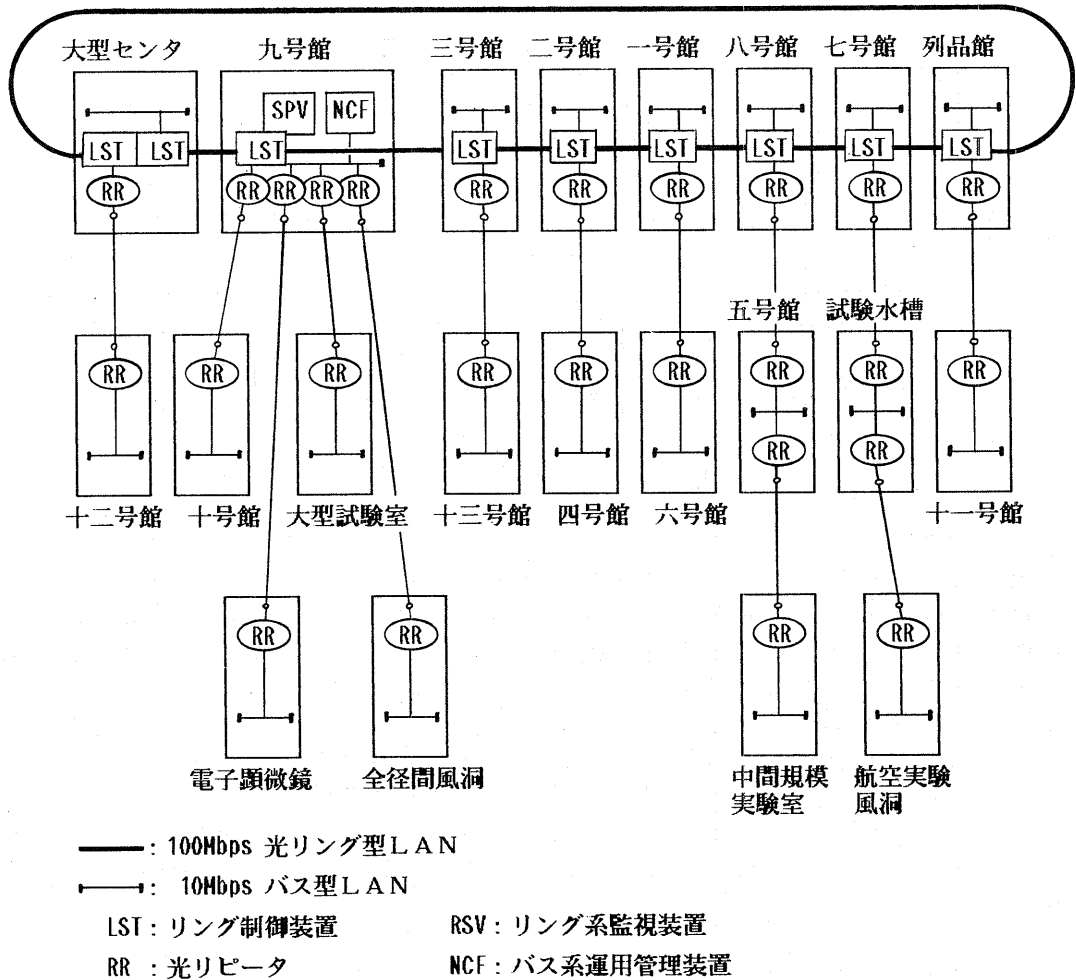 大型センタ 九号館 三号館 二号館 一号館 八号館 七号館 列品館
SPV NCF
LST LST LST LST LST LST LST LST LST
RR RR RR RR RR RR RR RR RR RR RR
五号館 試験水槽
RR RR RR RR RR RR RR RR RR
RR RR
十二号館 十号館 大型試験室 十三号館 四号館 六号館 十一号館
RR RR RR RR
電子顕微鏡 全径間風洞 中間規模 航空実験
実験室 風洞
: 100Mbps 光リング型LAN
: 10Mbps バス型LAN
LST : リング制御装置 RSV : リング系監視装置
RR : 光リピータ NCF : バス系運用管理装置